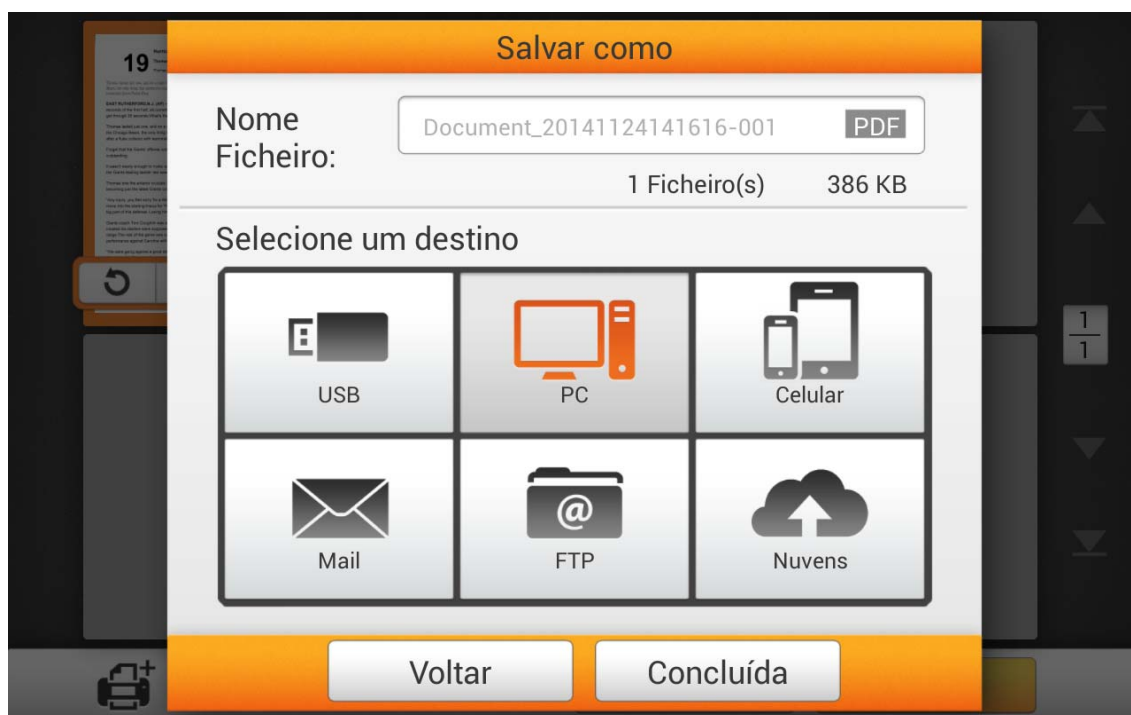 Salvar como
19
Nome
Ficheiro:
Document_20141124141616-001
PDF
1 Ficheiro(s) 386 KB
Selecione um destino
USB
PC
Celular
Mail
@
FTP
Nuvens
1
1
Voltar
Concluída